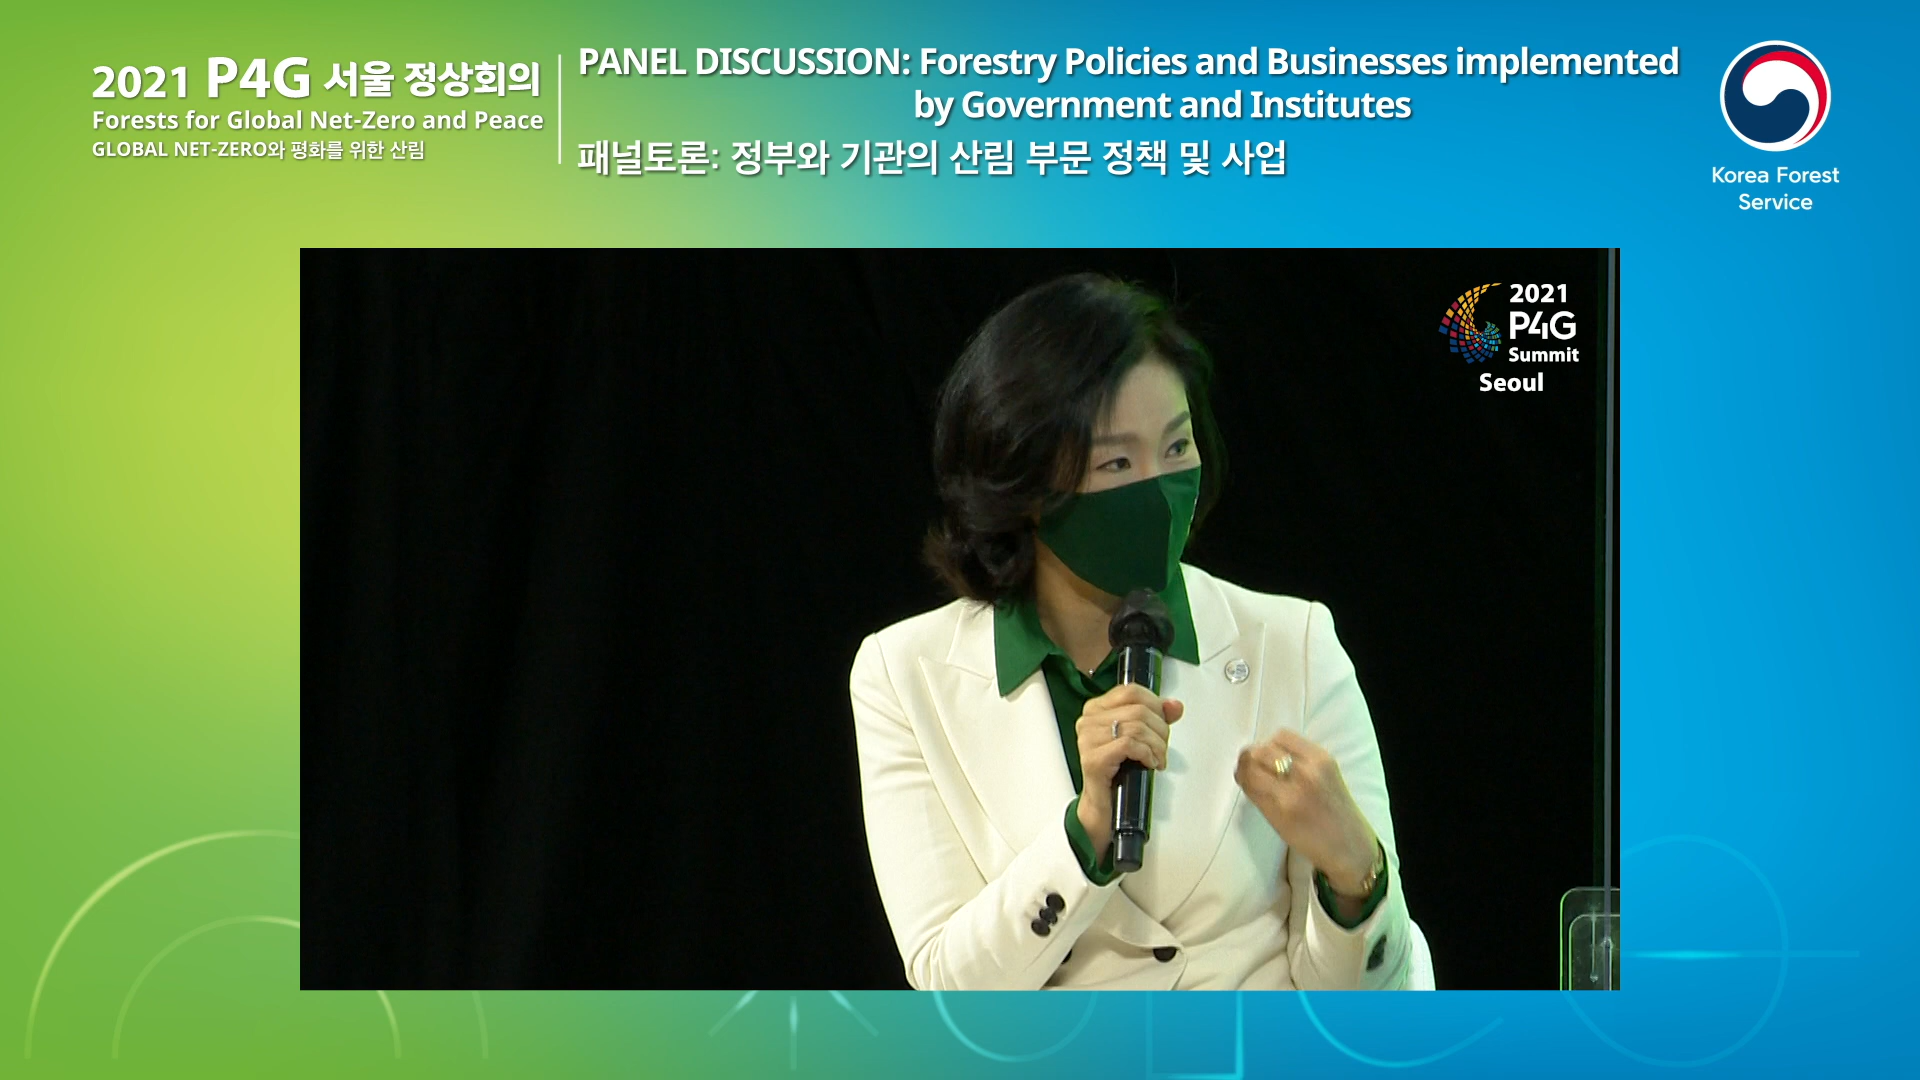 2021 P4G 서울 정상회의
Forests for Global Net-Zero and Peace
GLOBAL NET-ZERO와 평화를 위한 산림
PANEL DISCUSSION: Forestry Policies and Businesses implemented
by Government and Institutes
패널토론: 정부와 기관의 산림 부문 정책 및 사업
Korea Forest
Service
2021
P4G
Summit
Seoul